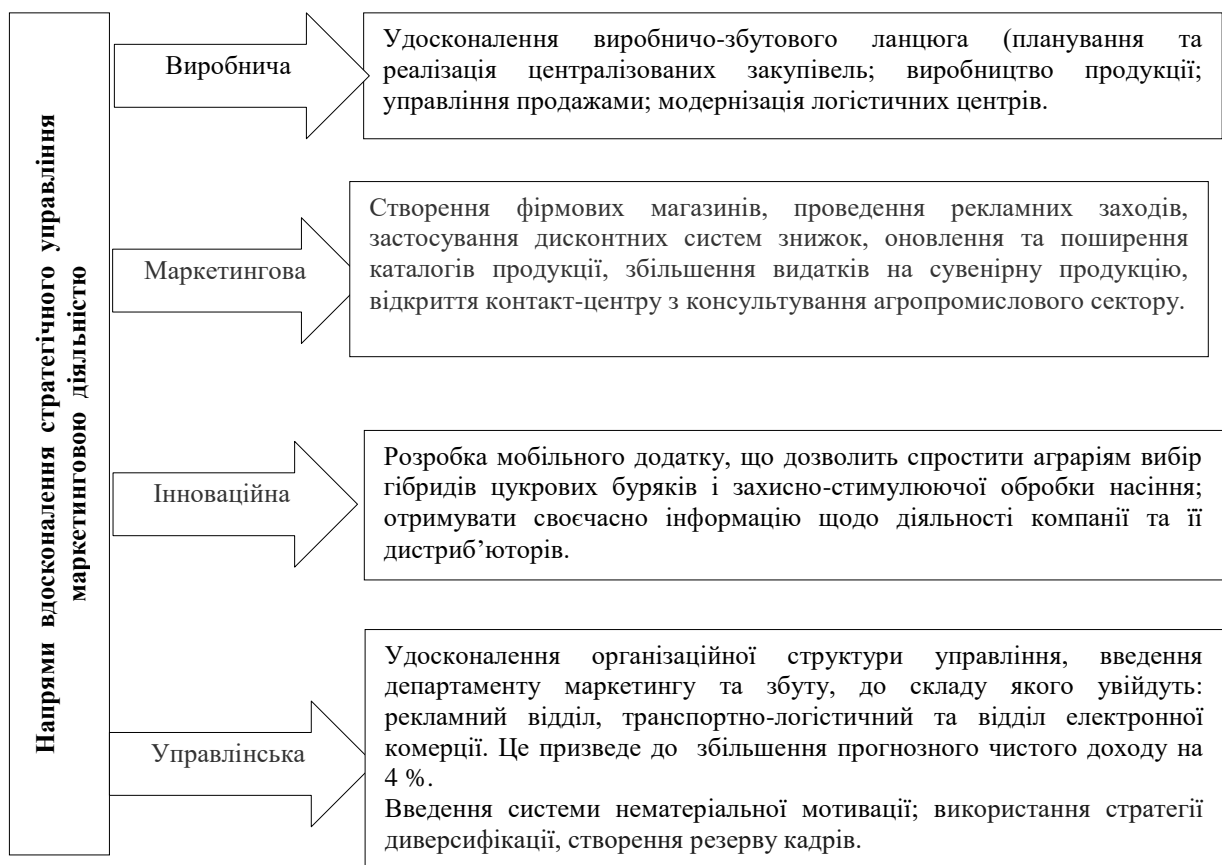 Напрями вдосконалення стратегічного управління
маркетинговою діяльністю
Виробнича
Удосконалення виробничо-збутового ланцюга (планування та
реалізація централізованих закупівель; виробництво продукції;
управління продажами; модернізація логістичних центрів.
Маркетингова
Створення фірмових магазинів, проведення рекламних заходів,
застосування дисконтних систем знижок, оновлення та поширення
каталогів продукції, збільшення видатків на сувенірну продукцію,
відкриття контакт-центру з консультування агропромислового сектору.
Інноваційна
Розробка мобільного додатку, що дозволить спростити аграріям вибір
гібридів цукрових буряків і захисно-стимулюючої обробки насіння;
отримувати своєчасно інформацію щодо діяльності компанії та її
дистриб’юторів.
Управлінська
Удосконалення організаційної структури управління, введення
департаменту маркетингу та збуту, до складу якого увійдуть:
рекламний відділ, транспортно-логістичний та відділ електронної
комерції. Це призведе до збільшення прогнозного чистого доходу на
4 %.
Введення системи нематеріальної мотивації; використання стратегії
диверсифікації, створення резерву кадрів.